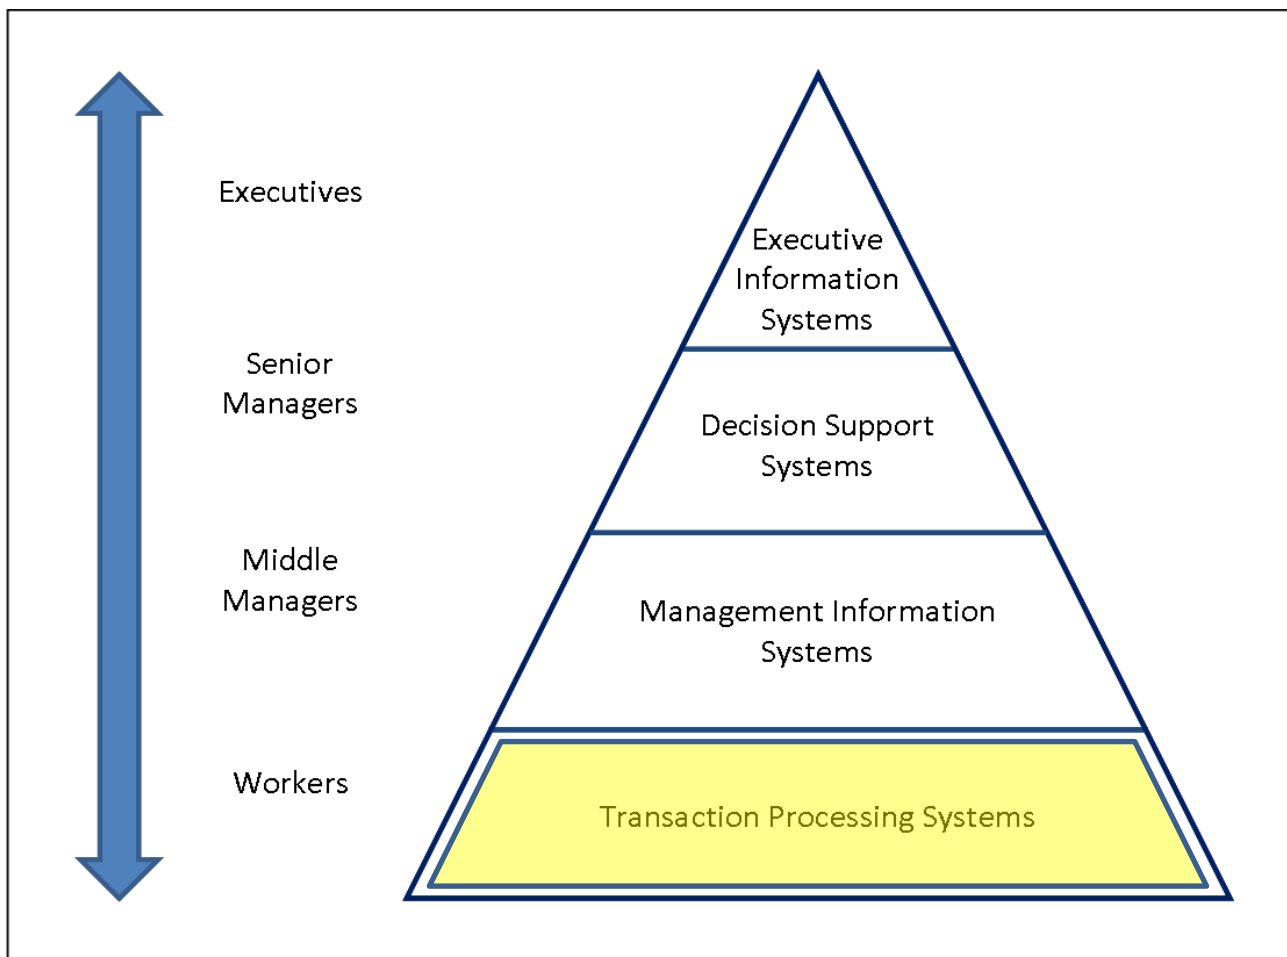 Executives
Executive
Information
Systems
Senior
Managers
Decision Support
Systems
Middle
Managers
Management Information
Systems
Workers
Transaction Processing Systems